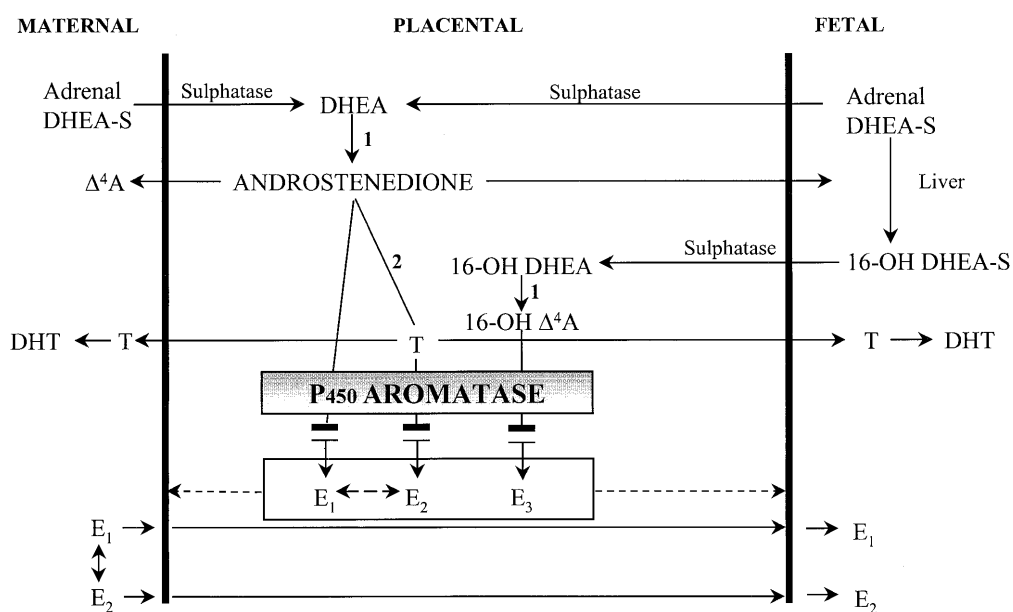 MATERNAL PLACENTAL FETAL
Adrenal DHEA-S Sulphatase DHEA Sulphatase Adrenal DHEA-S
1
Δ⁴A ANDROSTENEDIONE Liver
2 16-OH DHEA Sulphatase 16-OH DHEA-S
1
16-OH Δ⁴A
DHT T T T DHT
P450 AROMATASE
E₁ E₂ E₃
E₁ E₁
E₂ E₂